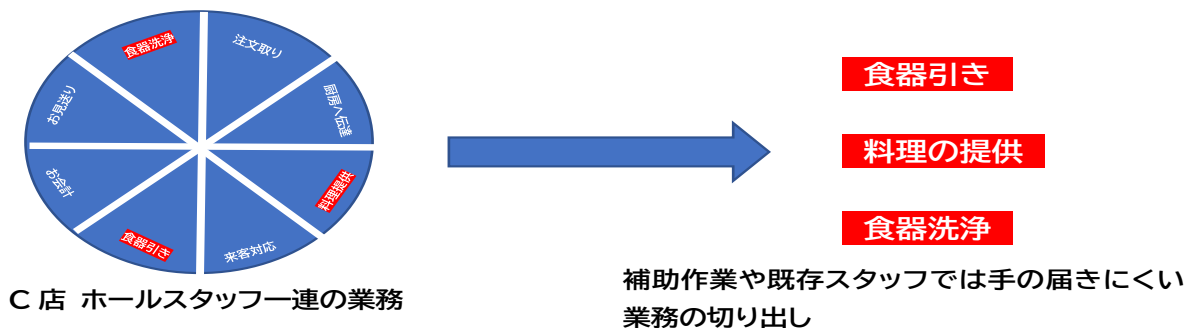 食器洗浄
注文取り
お見送り
厨房へ伝達
お会計
料理提供
食器引き
来客対応
C店 ホールスタッフ一連の業務
食器引き
料理の提供
食器洗浄
補助作業や既存スタッフでは手の届きにくい
業務の切り出し